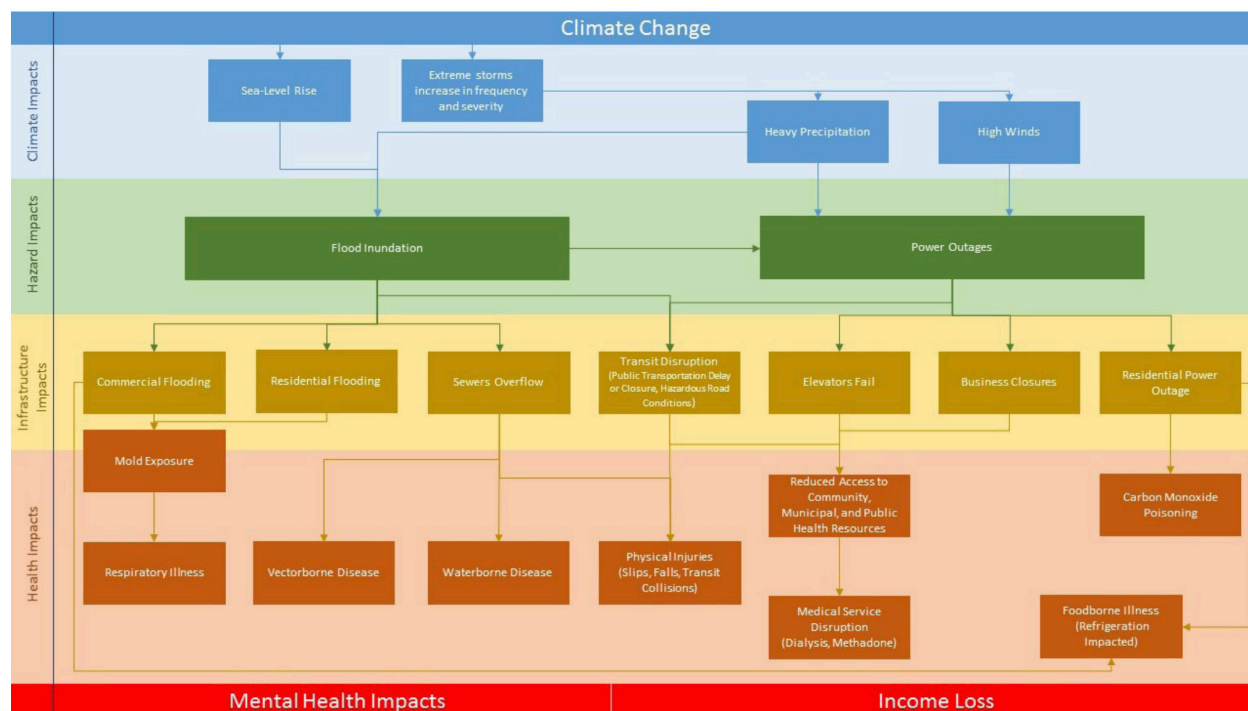 Climate Change
Climate Impacts
Sea-Level Rise
Extreme storms
increase in frequency
and severity
Heavy Precipitation
High Winds
Hazard Impacts
Flood Inundation
Power Outages
Infrastructure
Impacts
Commercial Flooding
Residential Flooding
Sewers Overflow
Transit Disruption
(Public Transportation Delay
or Closure, Hazardous Road
Conditions)
Elevators Fail
Business Closures
Residential Power
Outage
Health Impacts
Mold Exposure
Reduced Access to
Community,
Municipal, and Public
Health Resources
Carbon Monoxide
Poisoning
Respiratory Illness
Vectorborne Disease
Waterborne Disease
Physical Injuries
(Slips, Falls, Transit
Collisions)
Medical Service
Disruption
(Dialysis, Methadone)
Foodborne Illness
(Refrigeration
Impacted)
Mental Health Impacts
Income Loss